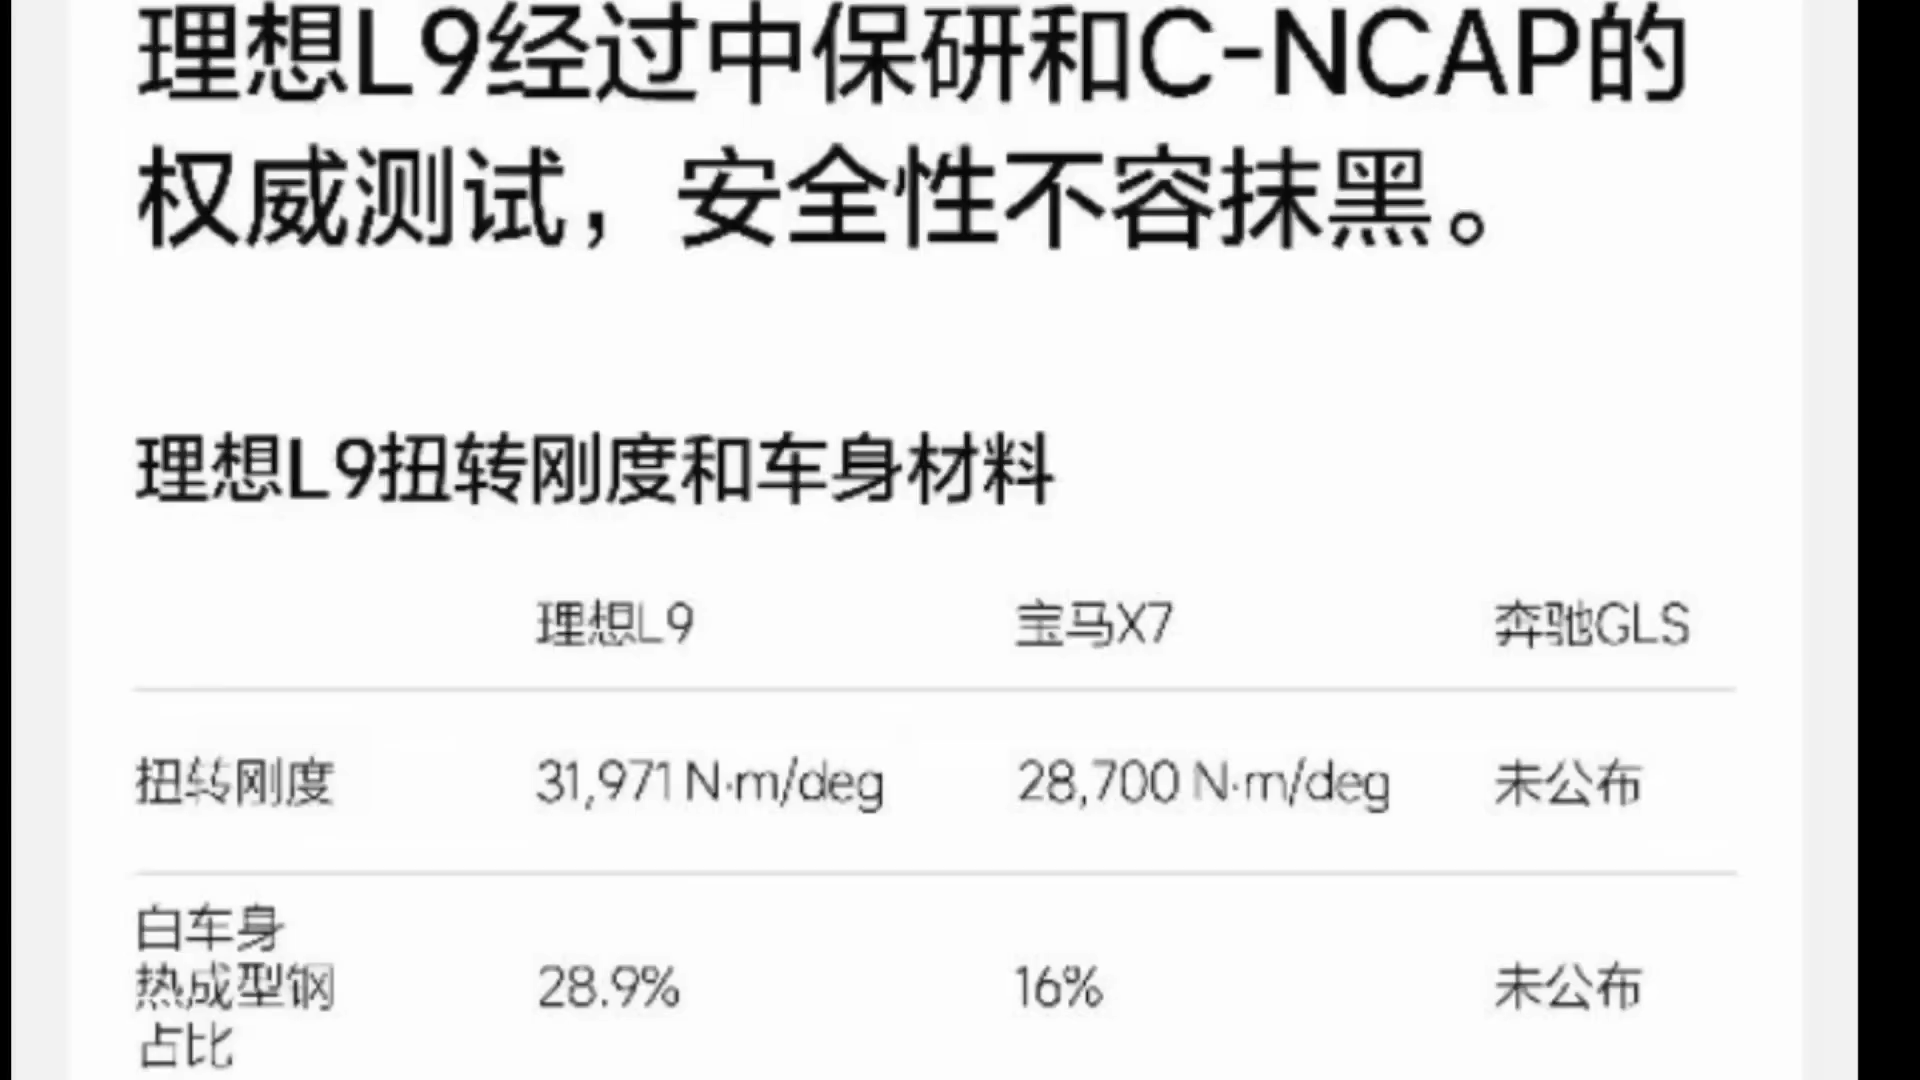 理想L9经过中保研和C-NCAP的
权威测试，安全性不容抹黑。
理想L9扭转刚度和车身材料
理想L9 宝马X7 奔驰GLS
扭转刚度 31,971 N·m/deg 28,700 N·m/deg 未公布
白车身
热成型钢 28.9% 16% 未公布
占比